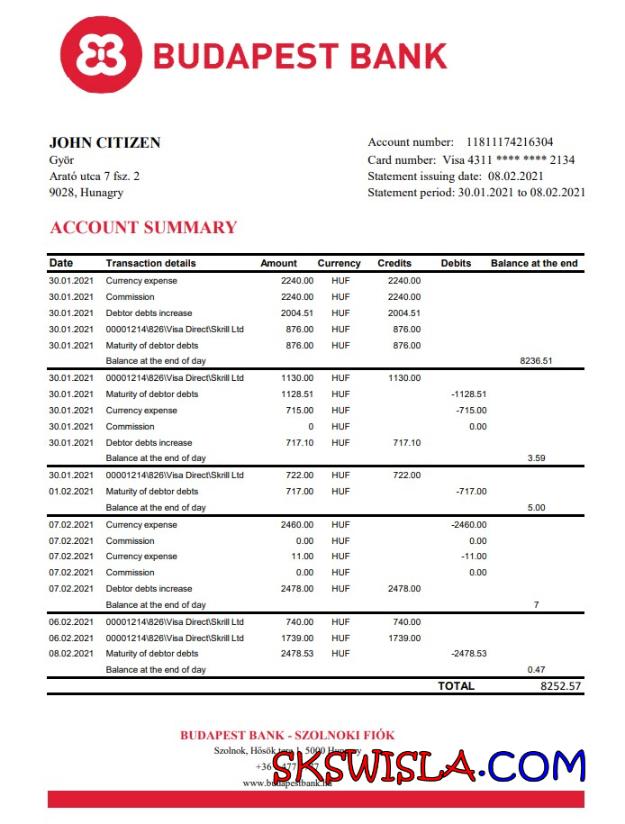 BUDAPEST BANK
JOHN CITIZEN
Győr
Arató utca 7 fsz. 2
9028, Hunagry
Account number: 11811174216304
Card number: Visa 4311 **** **** 2134
Statement issuing date: 08.02.2021
Statement period: 30.01.2021 to 08.02.2021
ACCOUNT SUMMARY
Date Transaction details Amount Currency Credits Debits Balance at the end
30.01.2021 Currency expense 2240.00 HUF 2240.00
30.01.2021 Commission 2240.00 HUF 2240.00
30.01.2021 Debtor debts increase 2004.51 HUF 2004.51
30.01.2021 00001214\826\Visa Direct\Skrill Ltd 876.00 HUF 876.00
30.01.2021 Maturity of debtor debts 876.00 HUF 876.00
Balance at the end of day 8236.51
30.01.2021 00001214\826\Visa Direct\Skrill Ltd 1130.00 HUF 1130.00
30.01.2021 Maturity of debtor debts 1128.51 HUF -1128.51
30.01.2021 Currency expense 715.00 HUF -715.00
30.01.2021 Commission 0 HUF 0.00
30.01.2021 Debtor debts increase 717.10 HUF 717.10
Balance at the end of day 3.59
30.01.2021 00001214\826\Visa Direct\Skrill Ltd 722.00 HUF 722.00
01.02.2021 Maturity of debtor debts 717.00 HUF -717.00
Balance at the end of day 5.00
07.02.2021 Currency expense 2460.00 HUF -2460.00
07.02.2021 Commission 0.00 HUF 0.00
07.02.2021 Currency expense 11.00 HUF -11.00
07.02.2021 Commission 0.00 HUF 0.00
07.02.2021 Debtor debts increase 2478.00 HUF 2478.00
Balance at the end of day 7
06.02.2021 00001214\826\Visa Direct\Skrill Ltd 740.00 HUF 740.00
06.02.2021 00001214\826\Visa Direct\Skrill Ltd 1739.00 HUF 1739.00
08.02.2021 Maturity of debtor debts 2478.53 HUF -2478.53
Balance at the end of day 0.47
TOTAL 8252.57
BUDAPEST BANK - SZOLNOKI FIÓK
Szolnok, Hősök 1, 5000
+36
SKSWISLA.COM